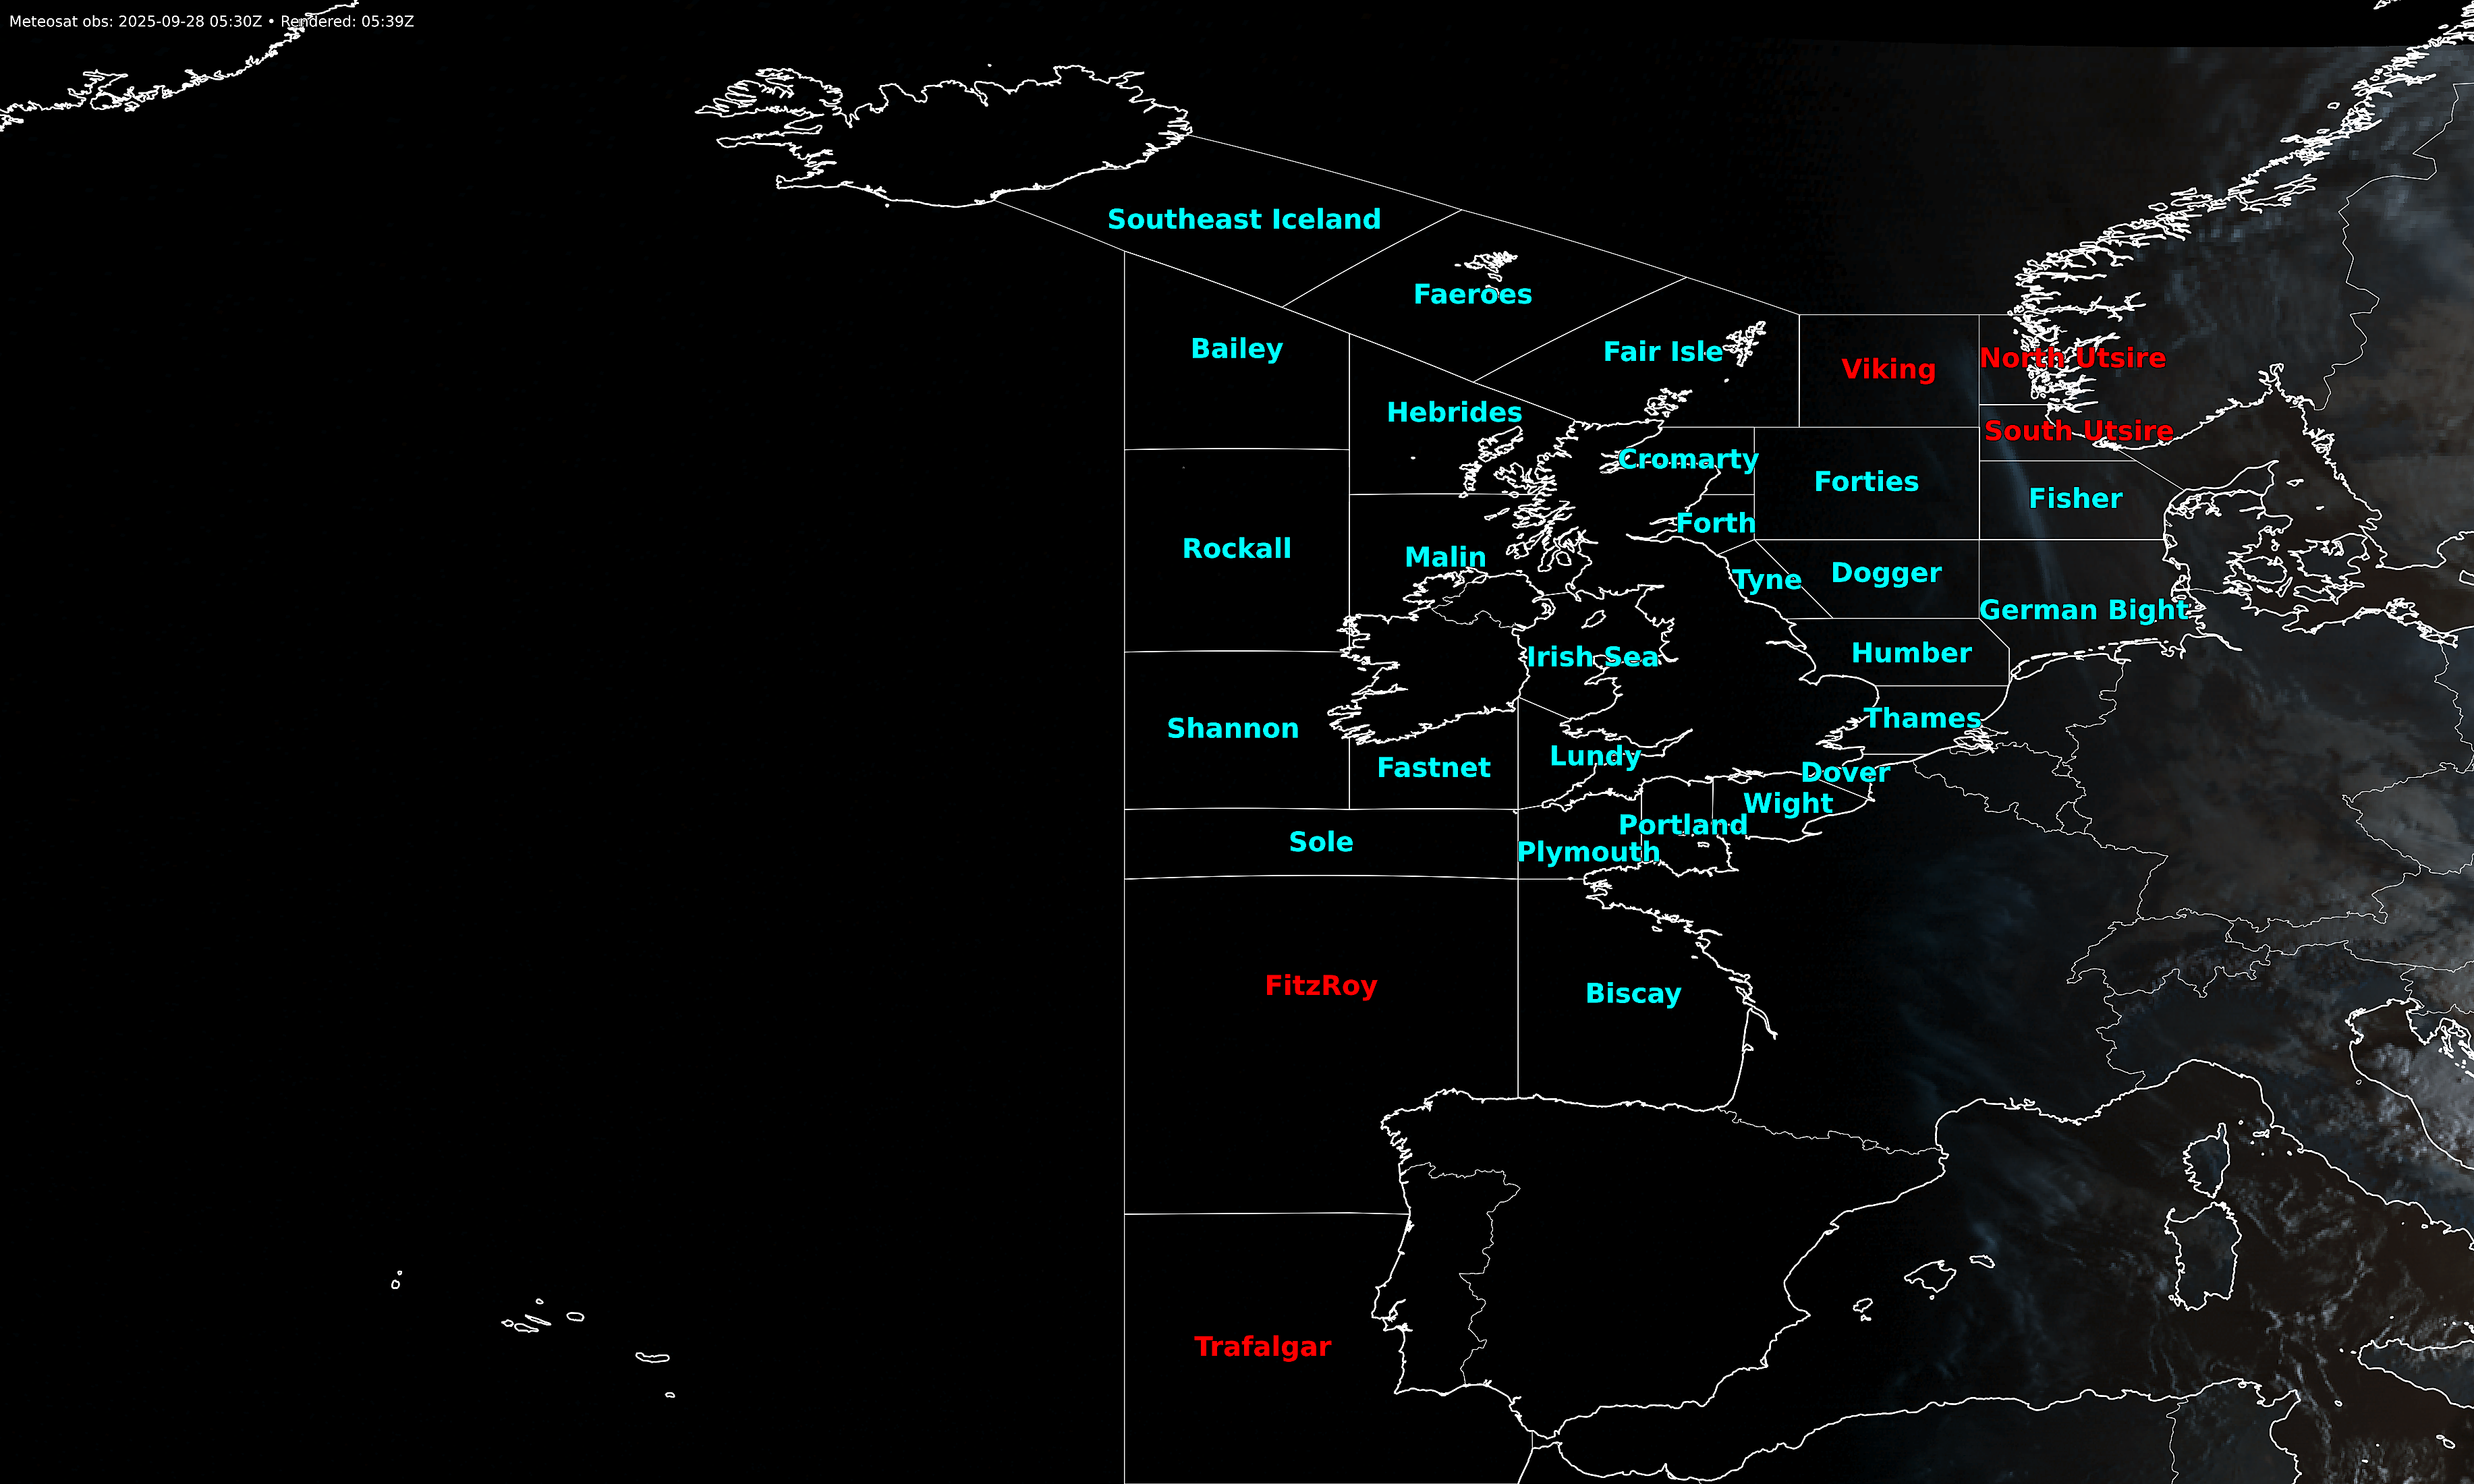 Meteosat obs: 2025-09-28 05:30Z • Rendered: 05:39Z
Southeast Iceland
Faeroes
Bailey
Fair Isle
Viking
North Utsire
Hebrides
South Utsire
Cromarty
Forties
Fisher
Forth
Rockall
Malin
Tyne
Dogger
German Bight
Irish Sea
Humber
Thames
Shannon
Fastnet
Lundy
Dover
Wight
Portland
Sole
Plymouth
FitzRoy
Biscay
Trafalgar